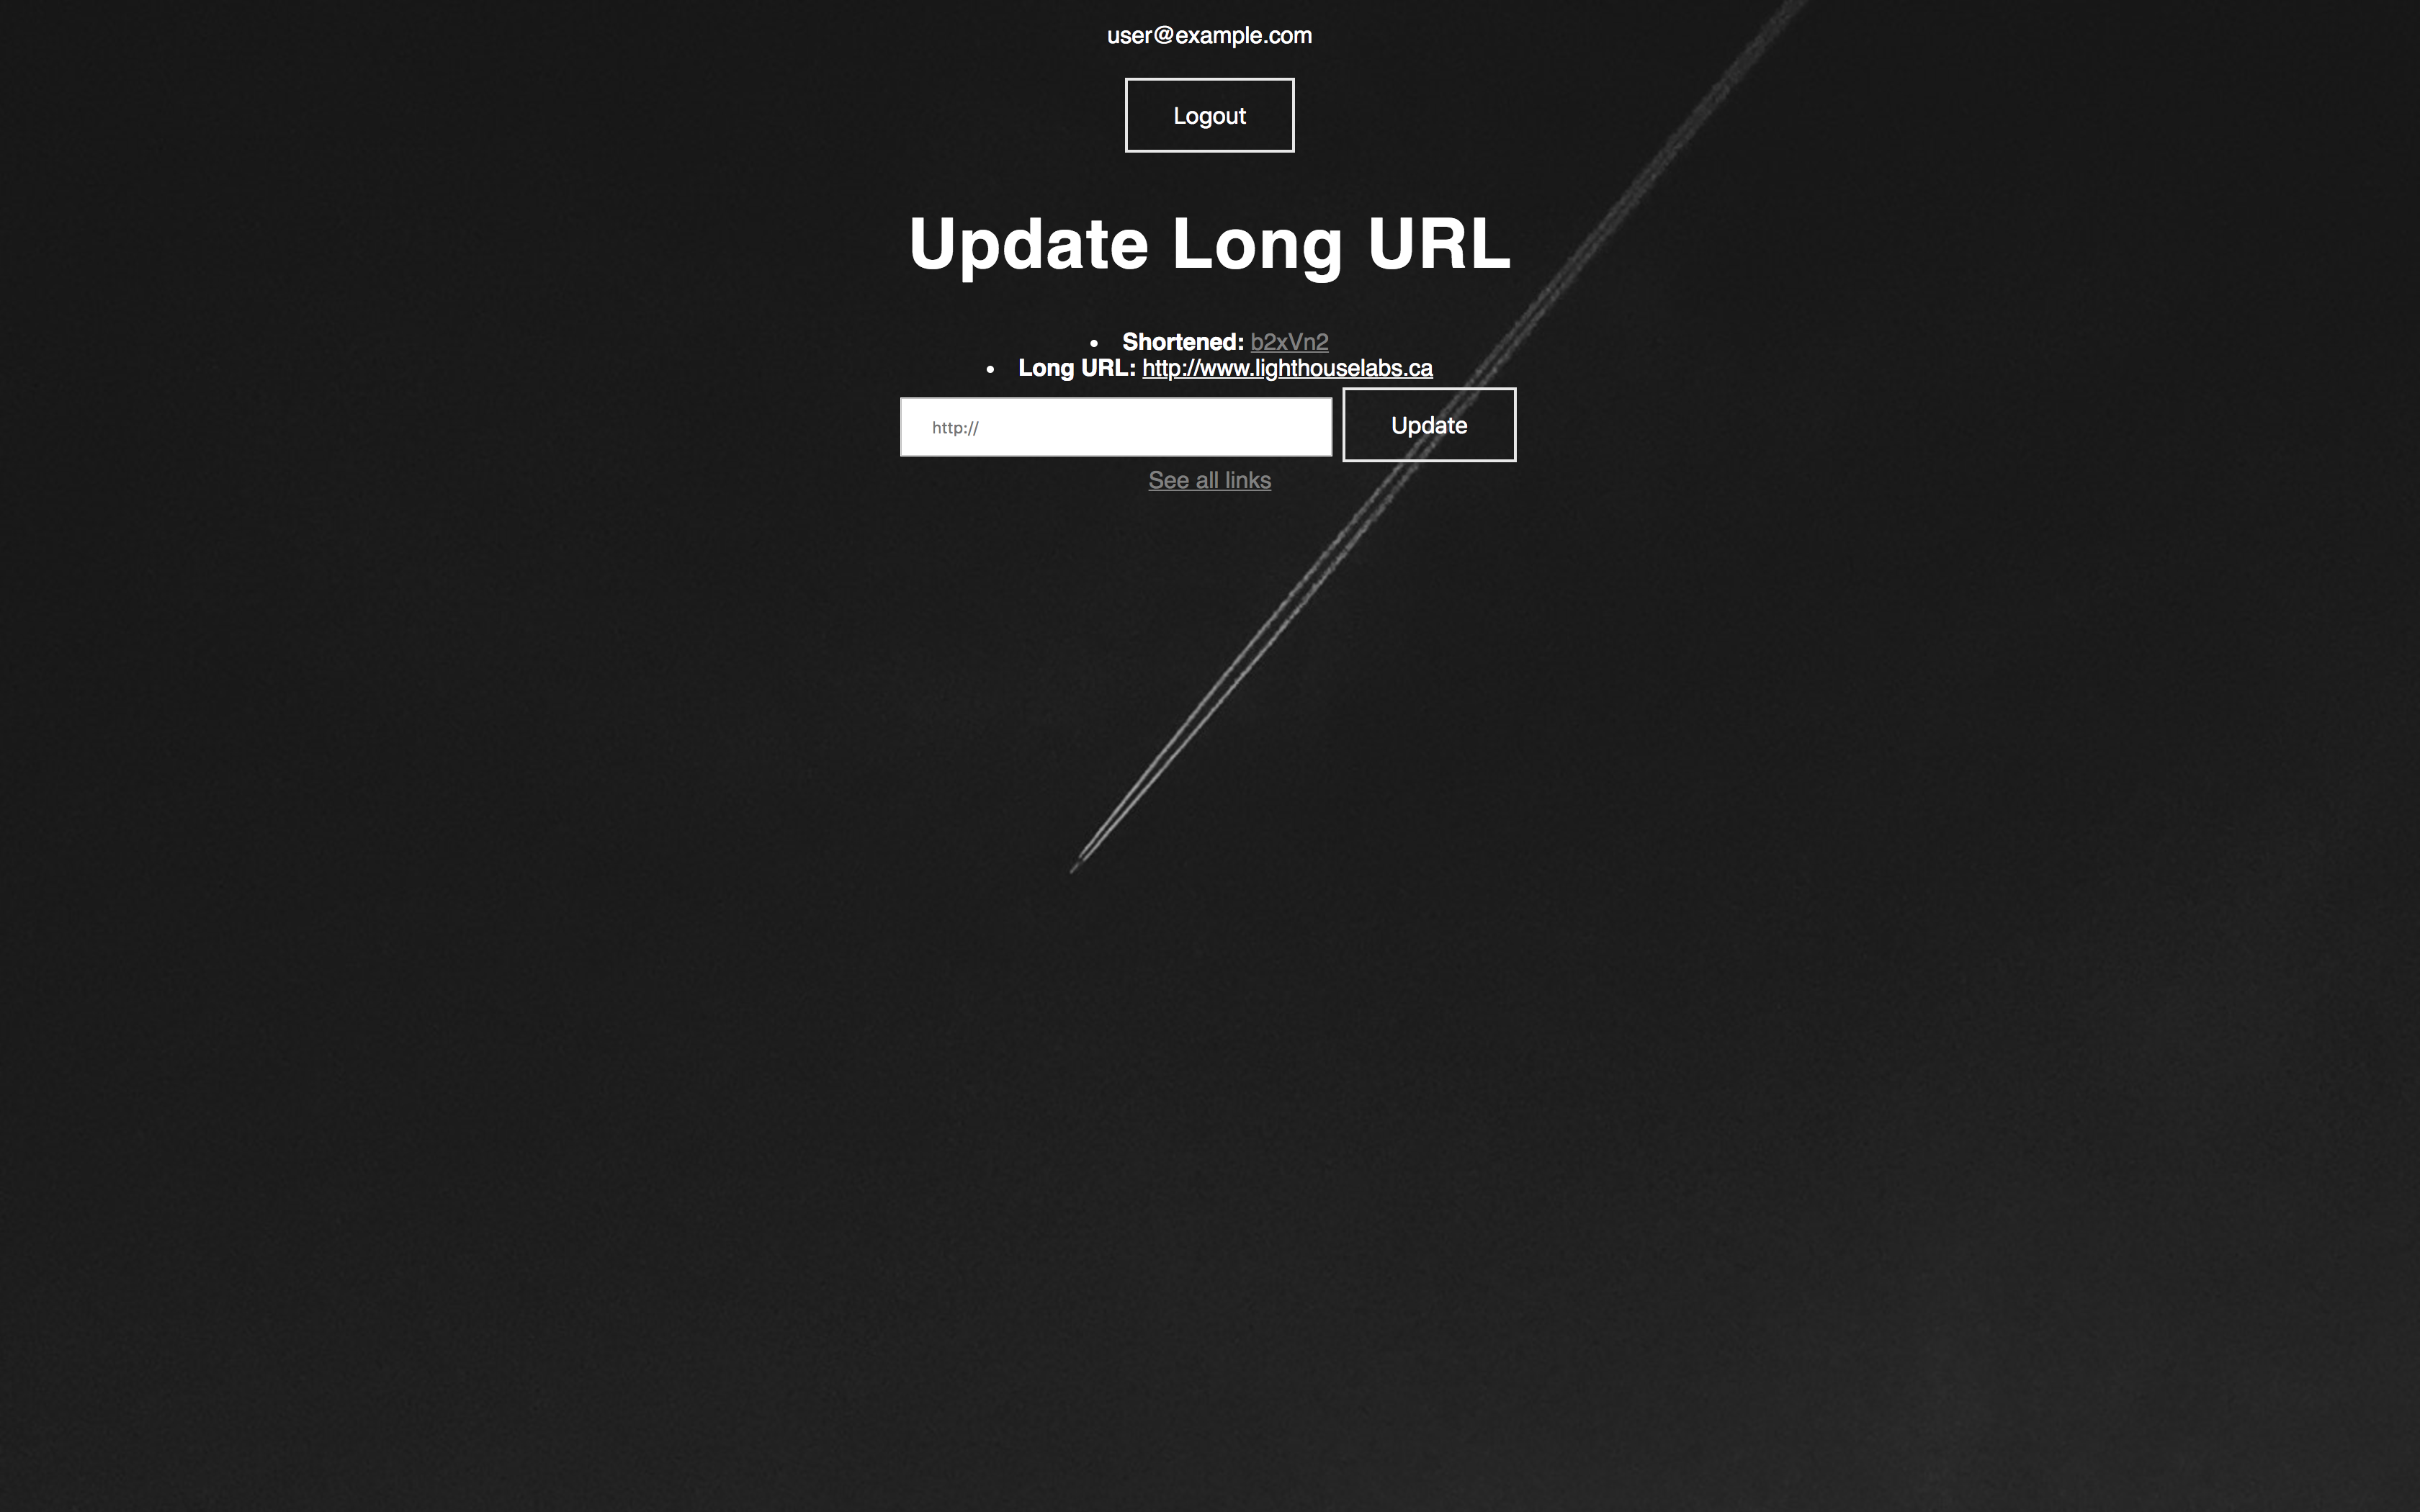 user@example.com
Logout
Update Long URL
• Shortened: b2xVn2
• Long URL: http://www.lighthouselabs.ca
http:// Update
See all links